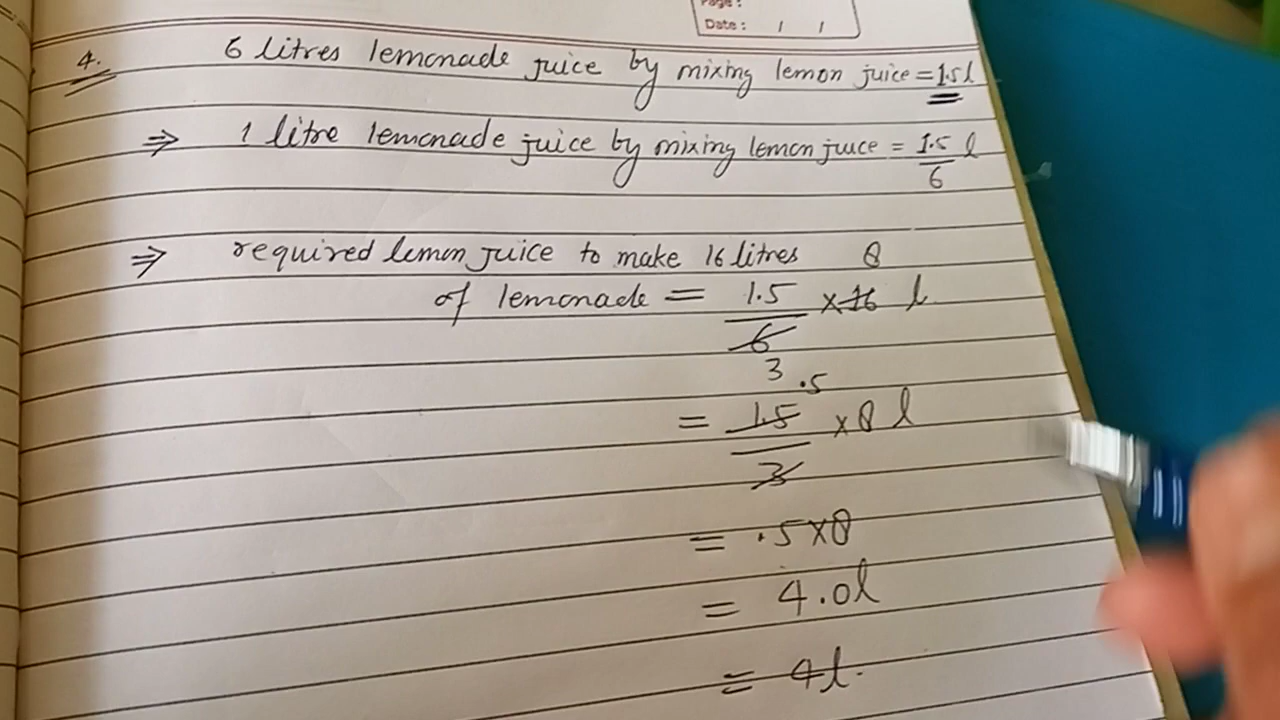 Page :
Date : / /
4. 6 litres lemonade juice by mixing lemon juice = 1.5 l
⇒ 1 litre lemonade juice by mixing lemon juice = 1.5/6 l
⇒ required lemon juice to make 16 litres 8
of lemonade = 1.5/6 × 16 l
3 .5
= 1.5/3 × 8 l
= .5 × 8
= 4.0 l
= 4 l.